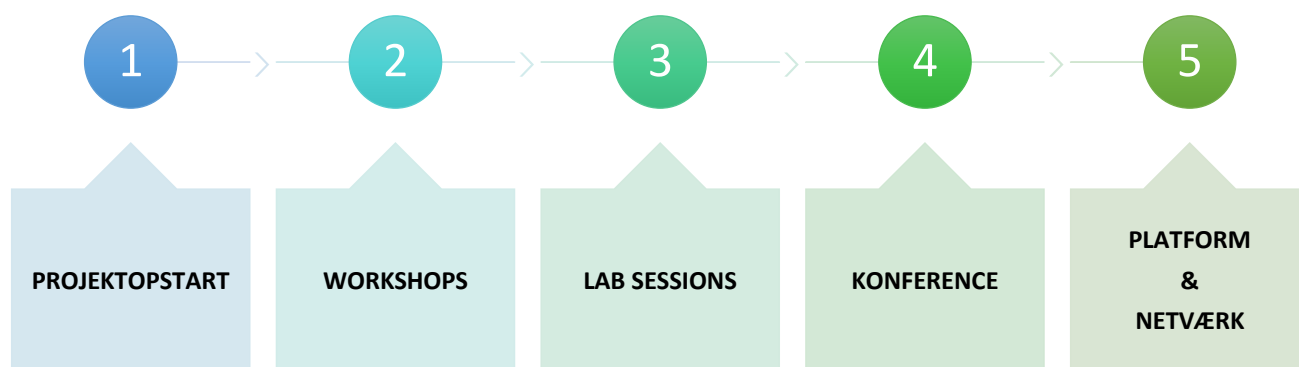 1
2
3
4
5
PROJEKTOPSTART
WORKSHOPS
LAB SESSIONS
KONFERENCE
PLATFORM
&
NETVÆRK